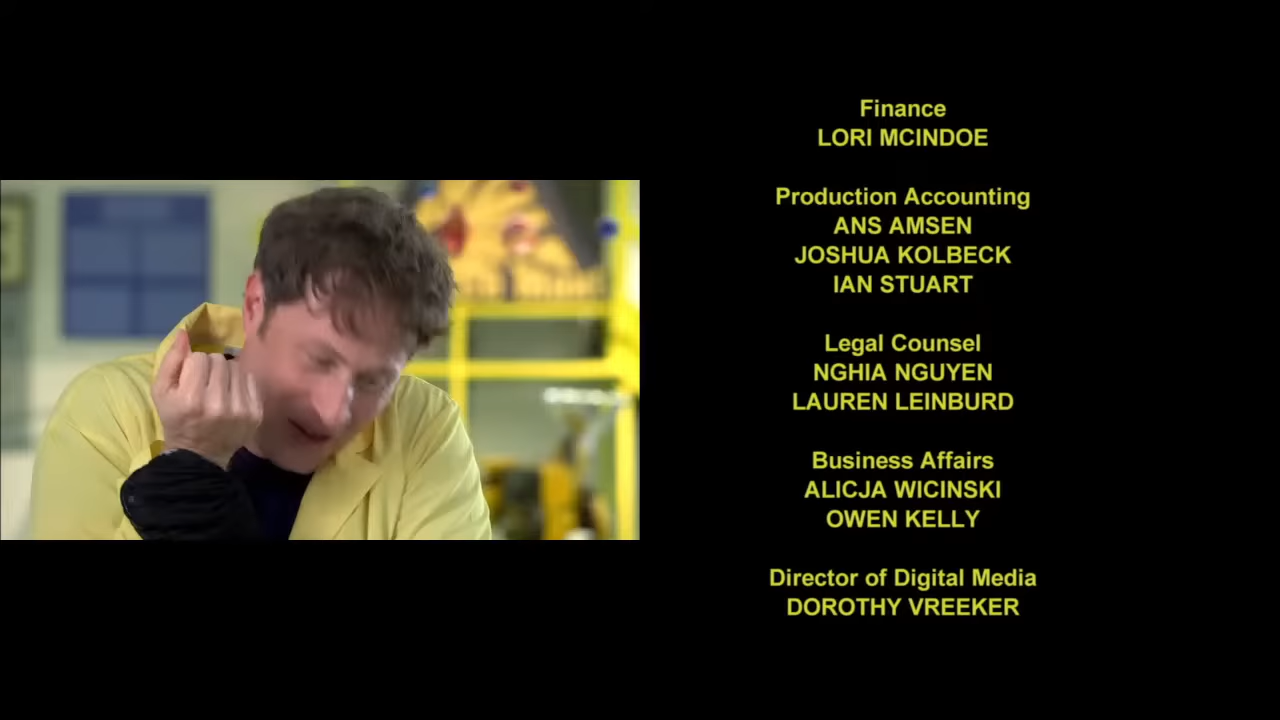 Finance
LORI MCINDOE
Production Accounting
ANS AMSEN
JOSHUA KOLBECK
IAN STUART
Legal Counsel
NGHIA NGUYEN
LAUREN LEINBURD
Business Affairs
ALICJA WICINSKI
OWEN KELLY
Director of Digital Media
DOROTHY VREEKER